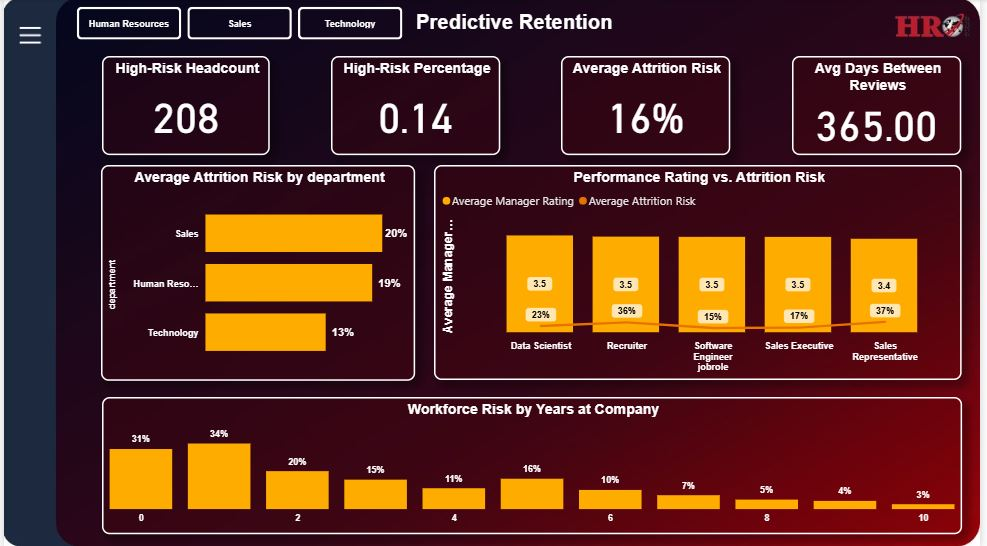 Human Resources
Sales
Technology
Predictive Retention
HR
High-Risk Headcount
208
High-Risk Percentage
0.14
Average Attrition Risk
16%
Avg Days Between
Reviews
365.00
Average Attrition Risk by department
department
Sales
20%
Human Reso...
19%
Technology
13%
Performance Rating vs. Attrition Risk
Average Manager Rating
Average Attrition Risk
Average Manager...
3.5
3.5
3.5
3.5
3.4
23%
36%
15%
17%
37%
Data Scientist
Recruiter
Software
Engineer
Sales Executive
Sales
Representative
jobrole
Workforce Risk by Years at Company
31%
34%
20%
15%
11%
16%
10%
7%
5%
4%
3%
0
2
4
6
8
10